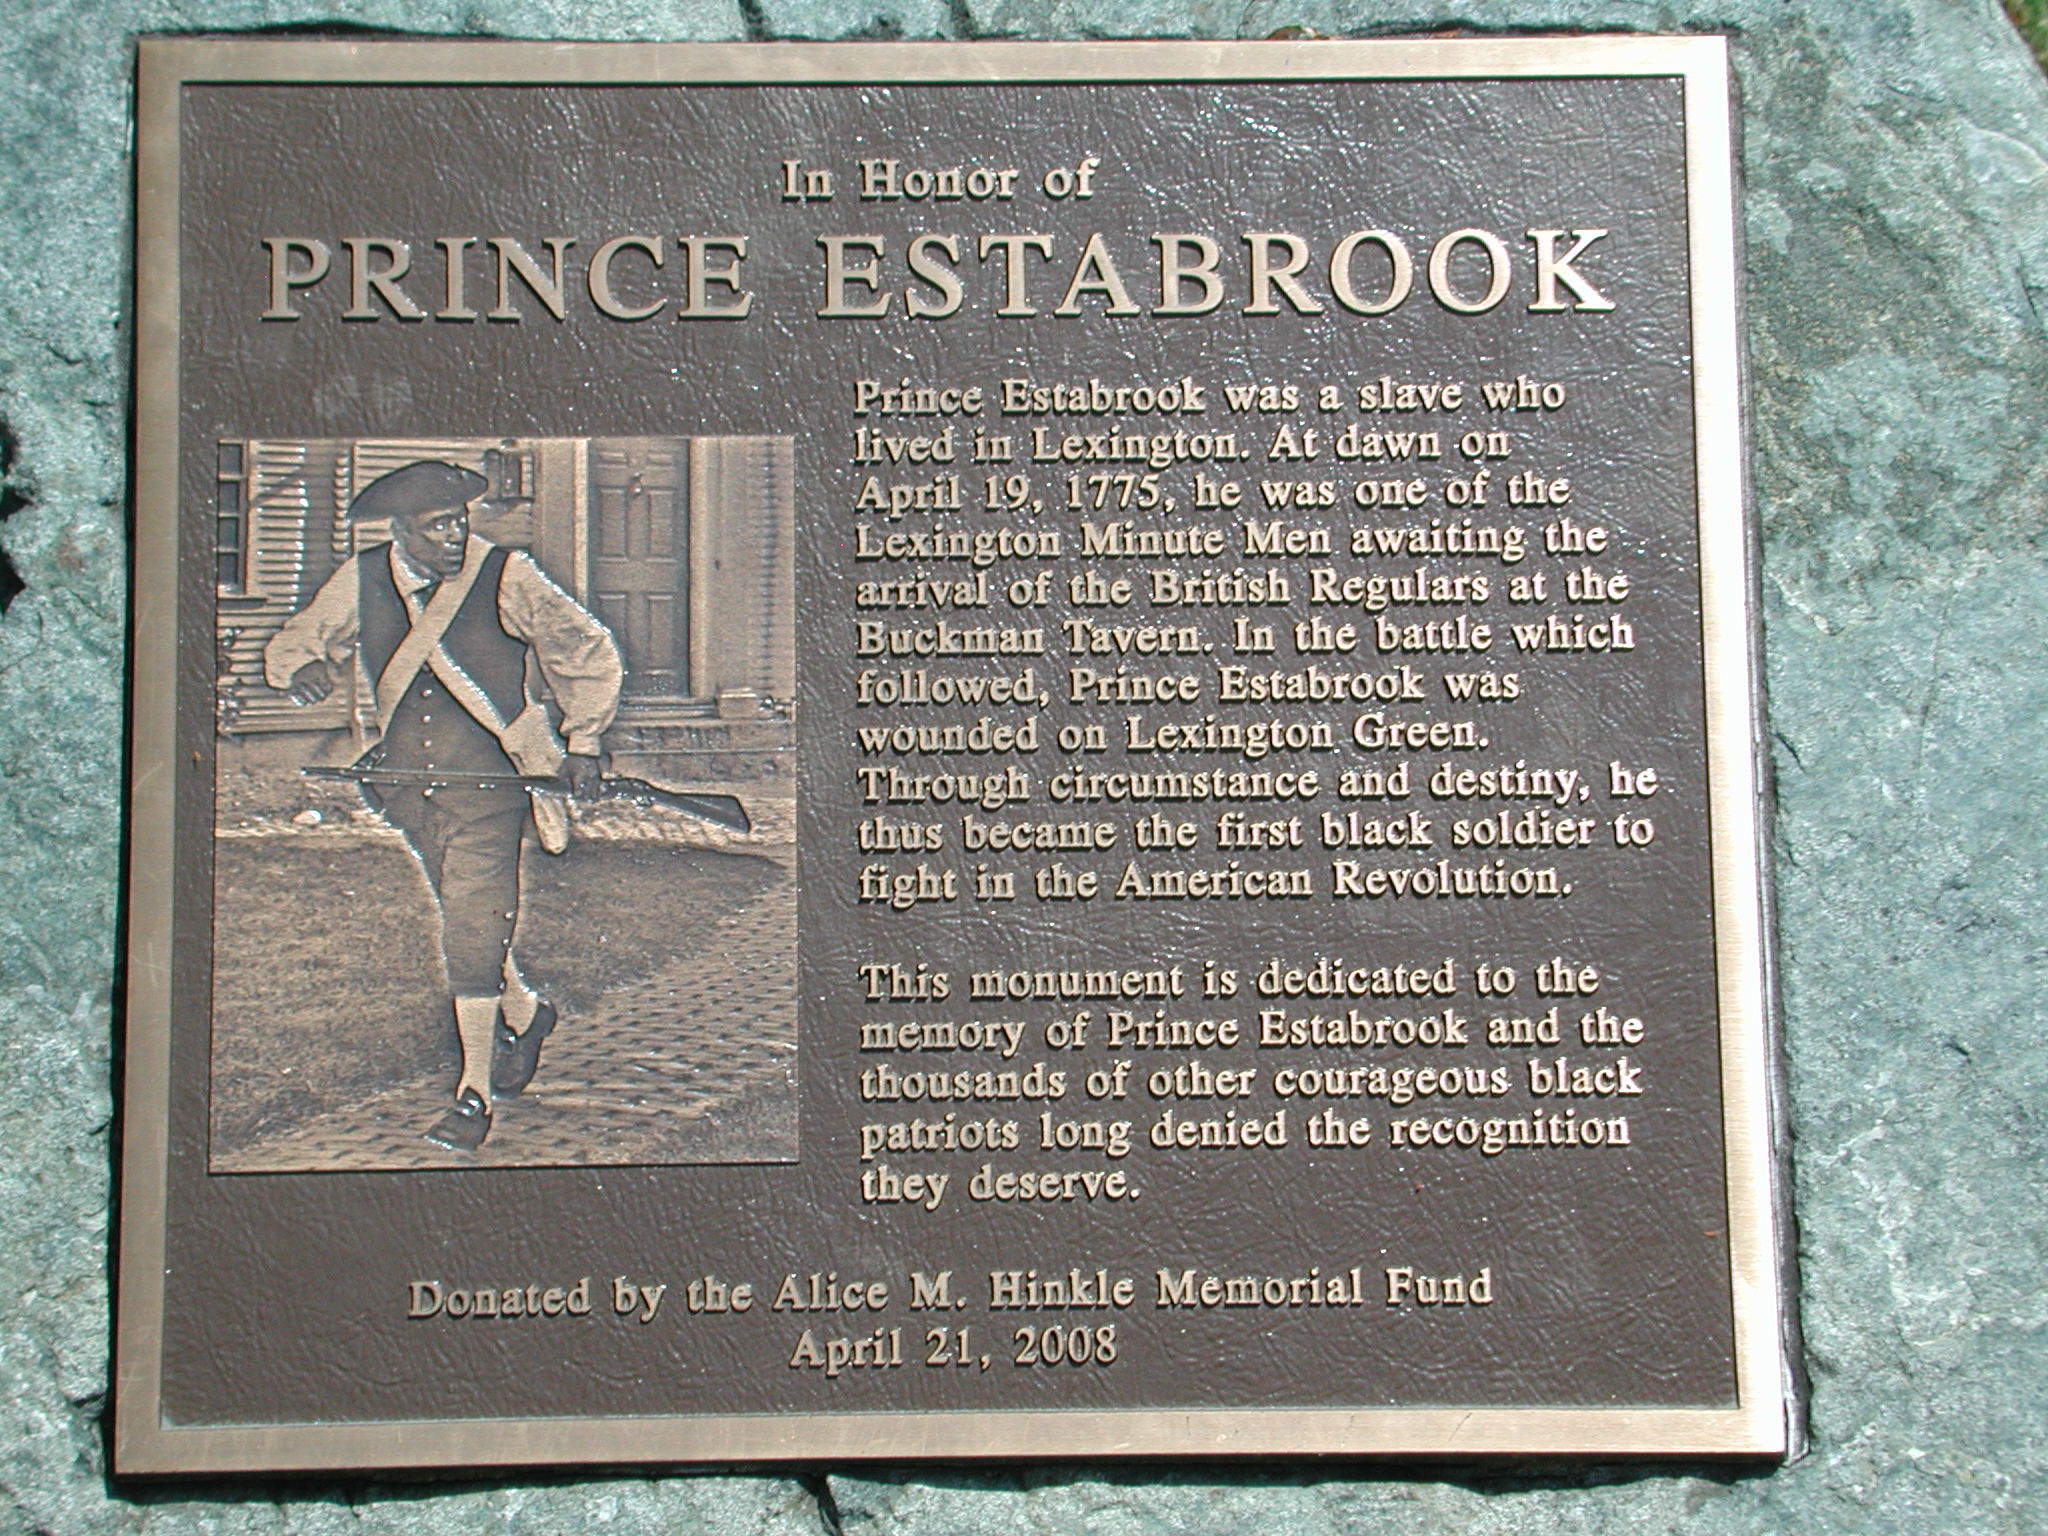 In Honor of
PRINCE ESTABROOK
Prince Estabrook was a slave who
lived in Lexington. At dawn on
April 19, 1775, he was one of the
Lexington Minute Men awaiting the
arrival of the British Regulars at the
Buckman Tavern. In the battle which
followed, Prince Estabrook was
wounded on Lexington Green.
Through circumstance and destiny, he
thus became the first black soldier to
fight in the American Revolution.
This monument is dedicated to the
memory of Prince Estabrook and the
thousands of other courageous black
patriots long denied the recognition
they deserve.
Donated by the Alice M. Hinkle Memorial Fund
April 21, 2008